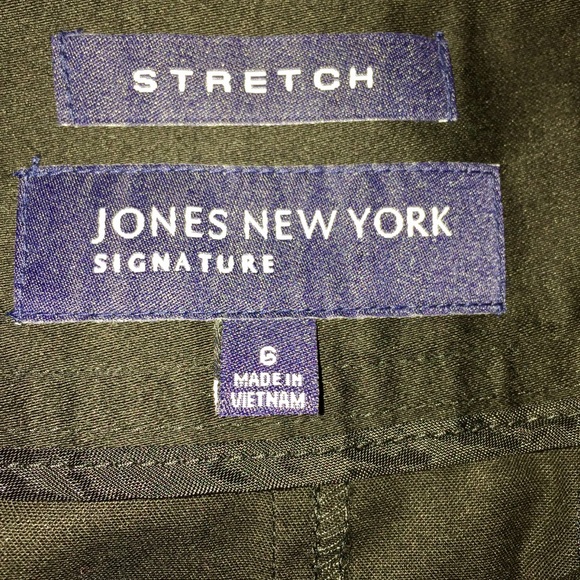 STRETCH
JONES NEW YORK
SIGNATURE
6
MADE IN
VIETNAM